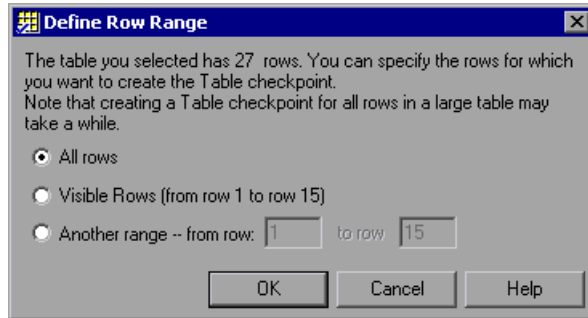 Define Row Range
The table you selected has 27 rows. You can specify the rows for which
you want to create the Table checkpoint.
Note that creating a Table checkpoint for all rows in a large table may
take a while.
All rows
Visible Rows (from row 1 to row 15)
Another range -- from row: 1 to row 15
OK Cancel Help